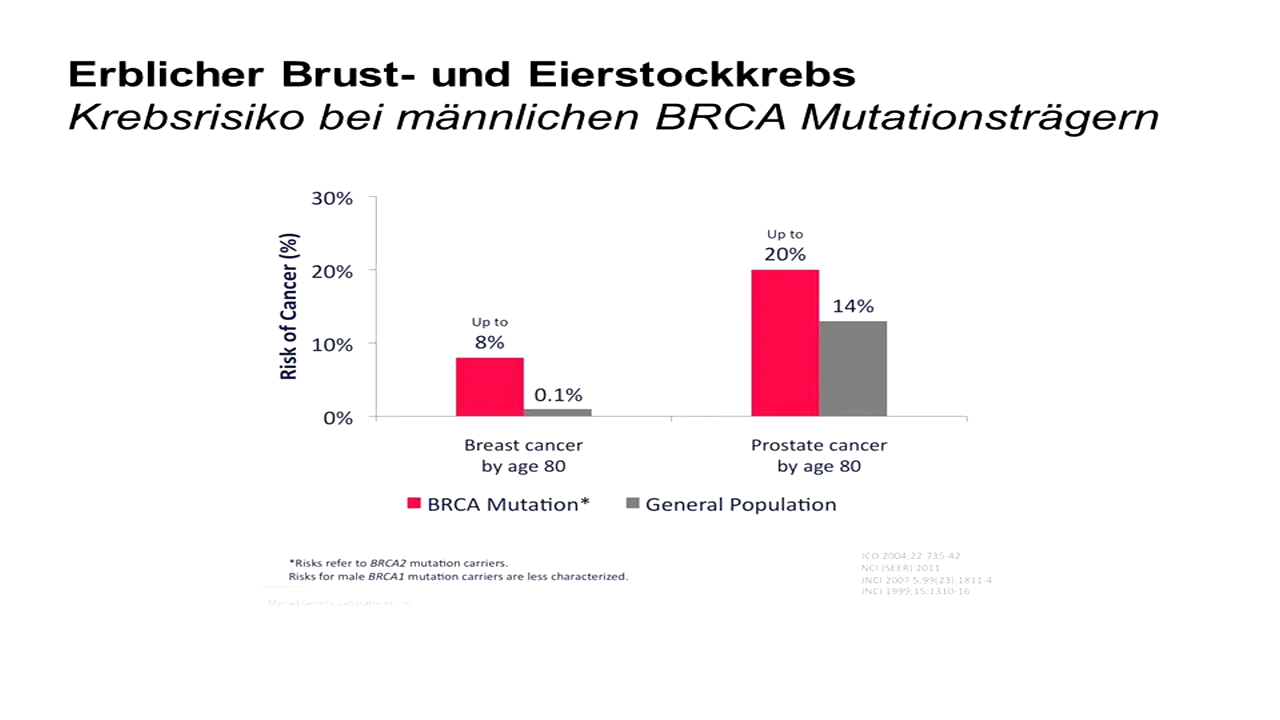 Erblicher Brust- und Eierstockkrebs
Krebsrisiko bei männlichen BRCA Mutationsträgern
30%
20%
10%
0%
Risk of Cancer (%)
Up to
8%
0.1%
Up to
20%
14%
Breast cancer
by age 80
Prostate cancer
by age 80
BRCA Mutation*
General Population
*Risks refer to BRCA2 mutation carriers.
Risks for male BRCA1 mutation carriers are less characterized.
JCO 2004;22:735-42
NCI (SEER) 2011
JNCI 2007 5;99(23) 1811-4
JNCI 1999;15:1310-16